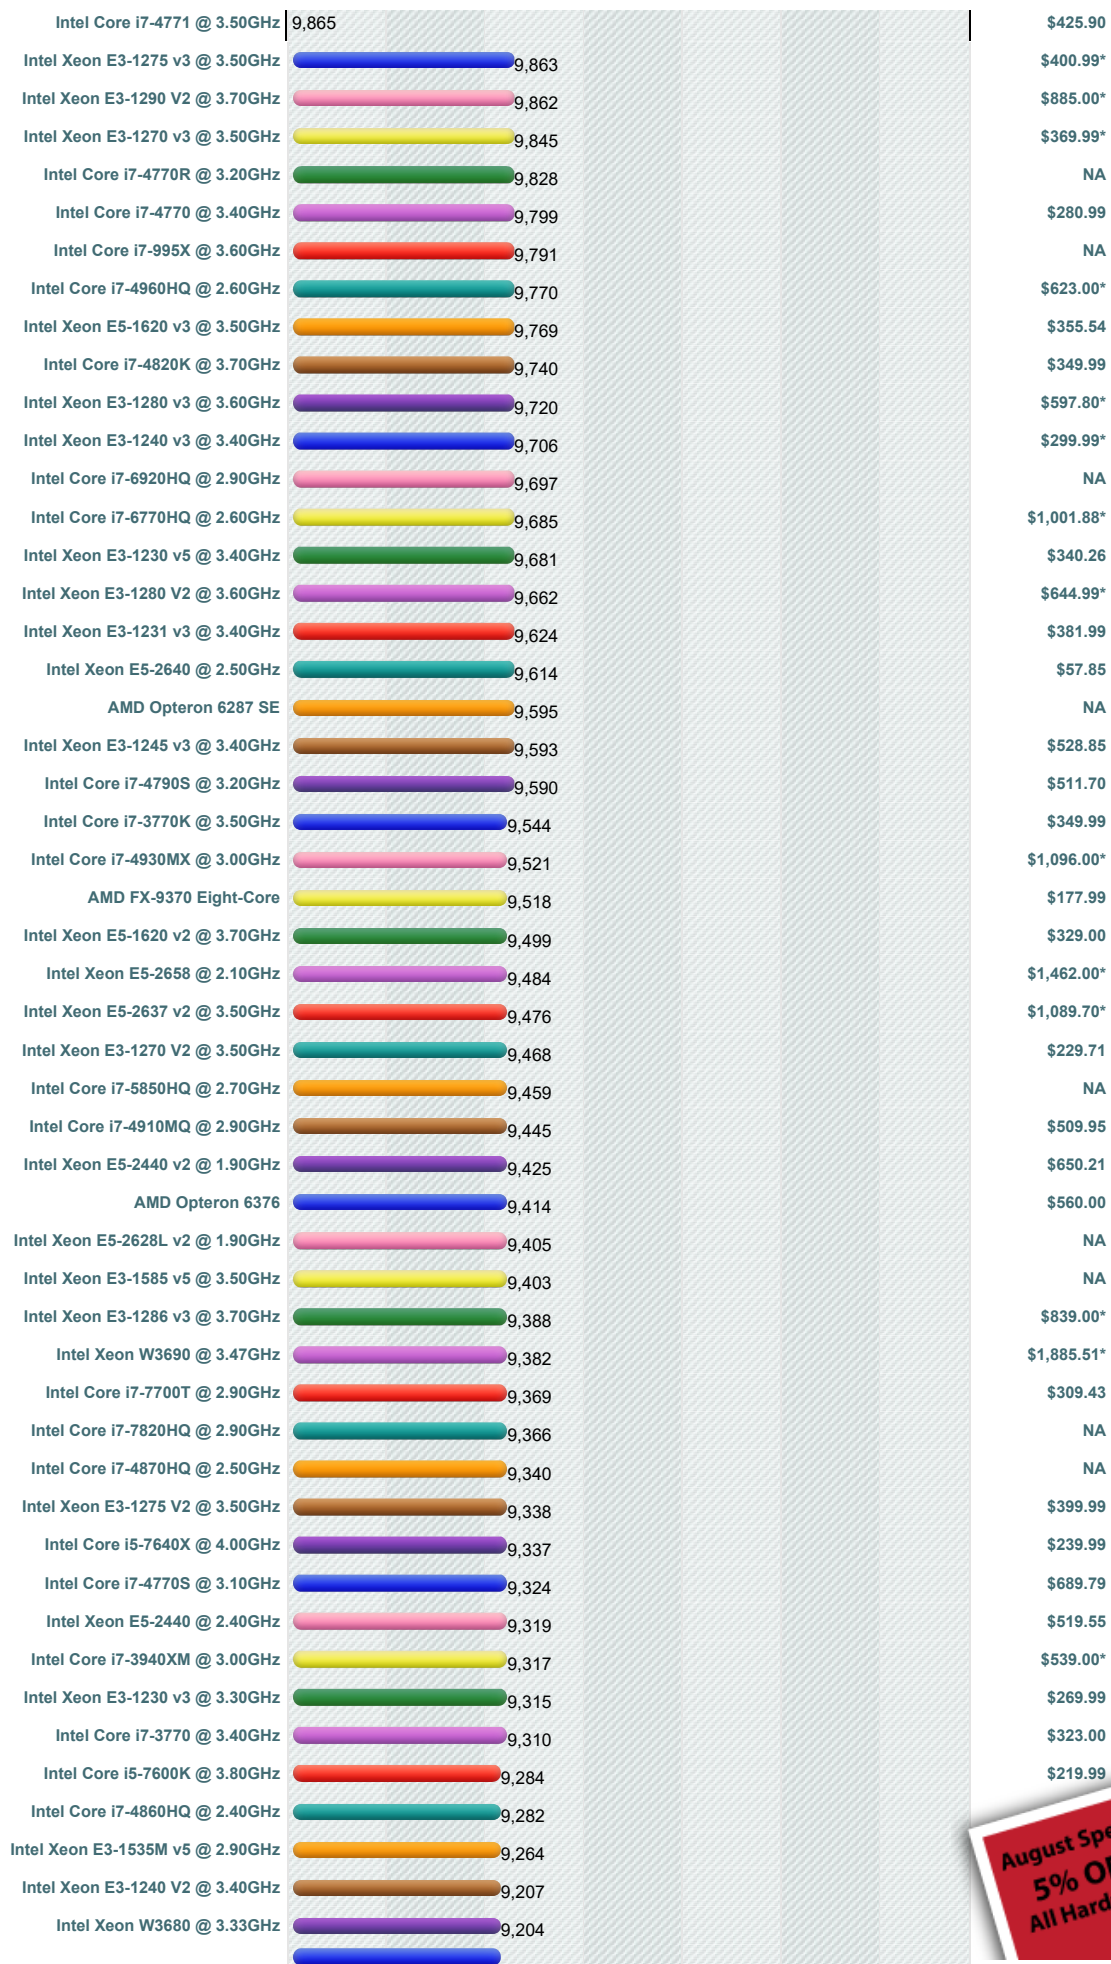 Intel Core i7-4771 @ 3.50GHz 9,865 $425.90
Intel Xeon E3-1275 v3 @ 3.50GHz 9,863 $400.99*
Intel Xeon E3-1290 V2 @ 3.70GHz 9,862 $885.00*
Intel Xeon E3-1270 v3 @ 3.50GHz 9,845 $369.99*
Intel Core i7-4770R @ 3.20GHz 9,828 NA
Intel Core i7-4770 @ 3.40GHz 9,799 $280.99
Intel Core i7-995X @ 3.60GHz 9,791 NA
Intel Core i7-4960HQ @ 2.60GHz 9,770 $623.00*
Intel Xeon E5-1620 v3 @ 3.50GHz 9,769 $355.54
Intel Core i7-4820K @ 3.70GHz 9,740 $349.99
Intel Xeon E3-1280 v3 @ 3.60GHz 9,720 $597.80*
Intel Xeon E3-1240 v3 @ 3.40GHz 9,706 $299.99*
Intel Core i7-6920HQ @ 2.90GHz 9,697 NA
Intel Core i7-6770HQ @ 2.60GHz 9,685 $1,001.88*
Intel Xeon E3-1230 v5 @ 3.40GHz 9,681 $340.26
Intel Xeon E3-1280 V2 @ 3.60GHz 9,662 $644.99*
Intel Xeon E3-1231 v3 @ 3.40GHz 9,624 $381.99
Intel Xeon E5-2640 @ 2.50GHz 9,614 $57.85
AMD Opteron 6287 SE 9,595 NA
Intel Xeon E3-1245 v3 @ 3.40GHz 9,593 $528.85
Intel Core i7-4790S @ 3.20GHz 9,590 $511.70
Intel Core i7-3770K @ 3.50GHz 9,544 $349.99
Intel Core i7-4930MX @ 3.00GHz 9,521 $1,096.00*
AMD FX-9370 Eight-Core 9,518 $177.99
Intel Xeon E5-1620 v2 @ 3.70GHz 9,499 $329.00
Intel Xeon E5-2658 @ 2.10GHz 9,484 $1,462.00*
Intel Xeon E5-2637 v2 @ 3.50GHz 9,476 $1,089.70*
Intel Xeon E3-1270 V2 @ 3.50GHz 9,468 $229.71
Intel Core i7-5850HQ @ 2.70GHz 9,459 NA
Intel Core i7-4910MQ @ 2.90GHz 9,445 $509.95
Intel Xeon E5-2440 v2 @ 1.90GHz 9,425 $650.21
AMD Opteron 6376 9,414 $560.00
Intel Xeon E5-2628L v2 @ 1.90GHz 9,405 NA
Intel Xeon E3-1585 v5 @ 3.50GHz 9,403 NA
Intel Xeon E3-1286 v3 @ 3.70GHz 9,388 $839.00*
Intel Xeon W3690 @ 3.47GHz 9,382 $1,885.51*
Intel Core i7-7700T @ 2.90GHz 9,369 $309.43
Intel Core i7-7820HQ @ 2.90GHz 9,366 NA
Intel Core i7-4870HQ @ 2.50GHz 9,340 NA
Intel Xeon E3-1275 V2 @ 3.50GHz 9,338 $399.99
Intel Core i5-7640X @ 4.00GHz 9,337 $239.99
Intel Core i7-4770S @ 3.10GHz 9,324 $689.79
Intel Xeon E5-2440 @ 2.40GHz 9,319 $519.55
Intel Core i7-3940XM @ 3.00GHz 9,317 $539.00*
Intel Xeon E3-1230 v3 @ 3.30GHz 9,315 $269.99
Intel Core i7-3770 @ 3.40GHz 9,310 $323.00
Intel Core i5-7600K @ 3.80GHz 9,284 $219.99
Intel Core i7-4860HQ @ 2.40GHz 9,282
Intel Xeon E3-1535M v5 @ 2.90GHz 9,264
Intel Xeon E3-1240 V2 @ 3.40GHz 9,207
Intel Xeon W3680 @ 3.33GHz 9,204
August Spe
5% O
All Hard